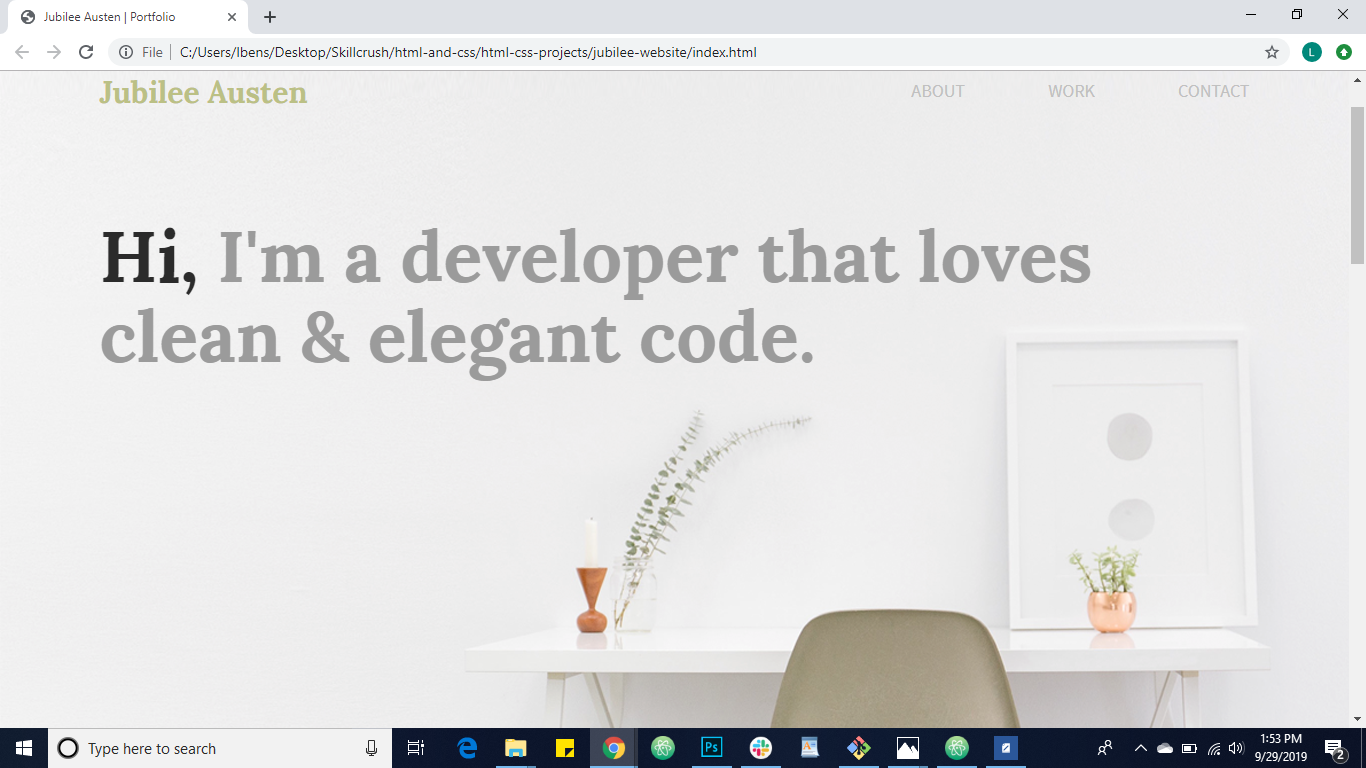 Jubilee Austen | Portfolio
File | C:/Users/lbens/Desktop/Skillcrush/html-and-css/html-css-projects/jubilee-website/index.html
L
Jubilee Austen
ABOUT WORK CONTACT
Hi, I'm a developer that loves
clean & elegant code.
Type here to search
Ps
1:53 PM
9/29/2019
2